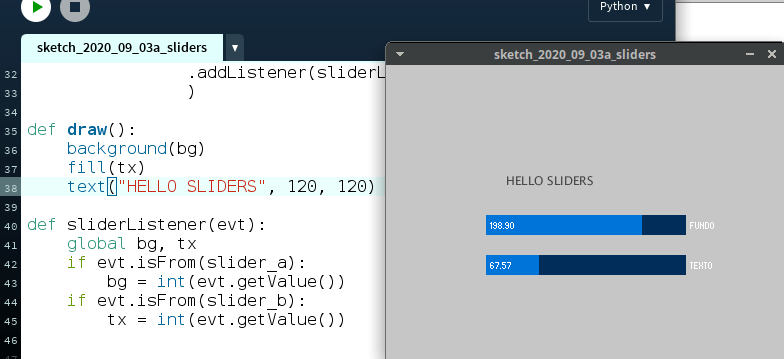 Python ▾
sketch_2020_09_03a_sliders ▾
32 .addListener(sliderL
33 )
34
35 def draw():
36 background(bg)
37 fill(tx)
38 text("HELLO SLIDERS", 120, 120)
39
40 def sliderListener(evt):
41 global bg, tx
42 if evt.isFrom(slider_a):
43 bg = int(evt.getValue())
44 if evt.isFrom(slider_b):
45 tx = int(evt.getValue())
46
sketch_2020_09_03a_sliders
HELLO SLIDERS
198.90 FUNDO
67.57 TEXTO